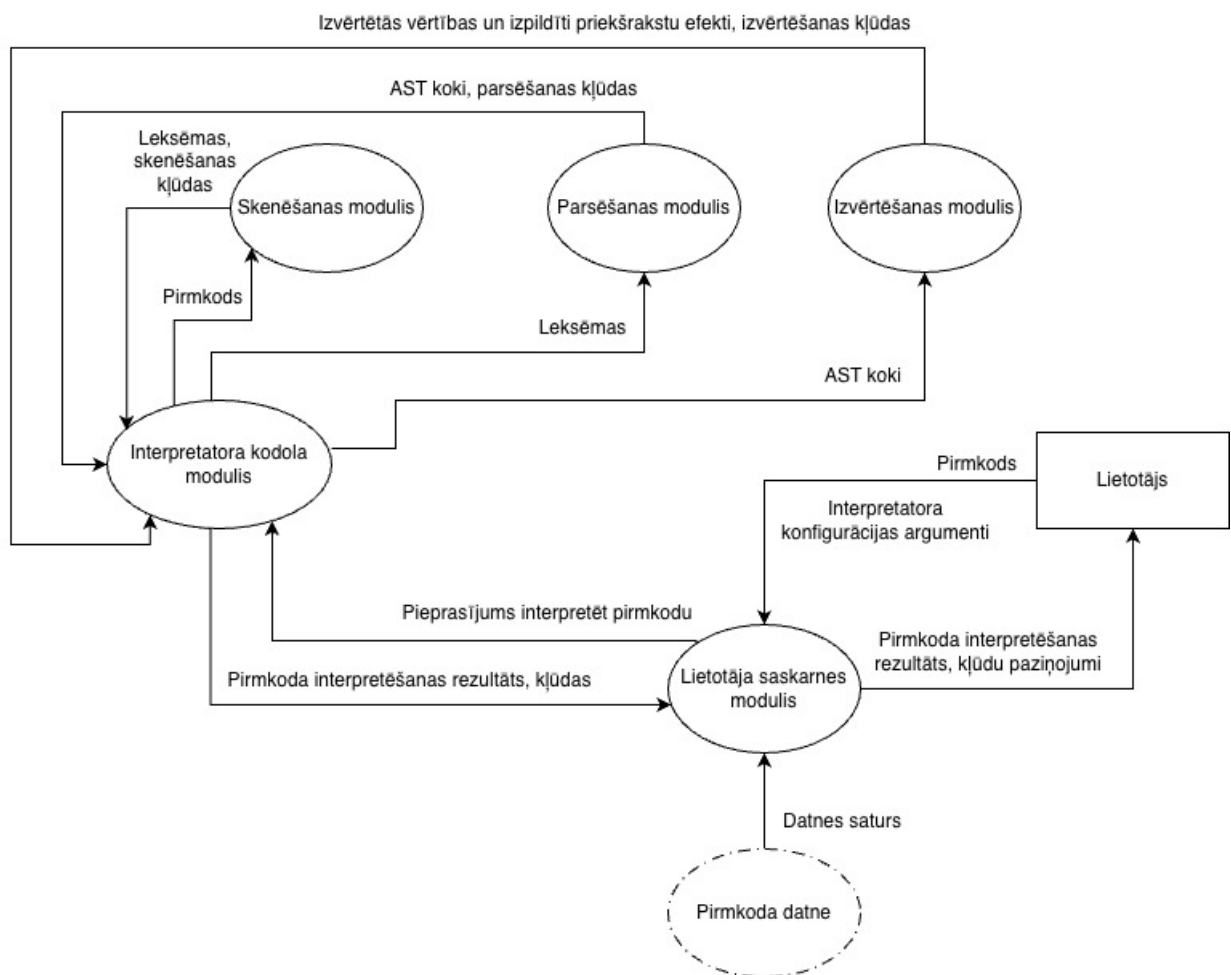 Izvērtētās vērtības un izpildīti priekšrakstu efekti, izvērtēšanas kļūdas
AST koki, parsēšanas kļūdas
Leksēmas,
skenēšanas
kļūdas
Skenēšanas modulis
Parsēšanas modulis
Izvērtēšanas modulis
Pirmkods
Leksēmas
AST koki
Interpretatora kodola
modulis
Pirmkods
Lietotājs
Interpretatora
konfigurācijas argumenti
Pieprasījums interpretēt pirmkodu
Pirmkoda interpretēšanas
rezultāts, kļūdu paziņojumi
Pirmkoda interpretēšanas rezultāts, kļūdas
Lietotāja saskarnes
modulis
Datnes saturs
Pirmkoda datne